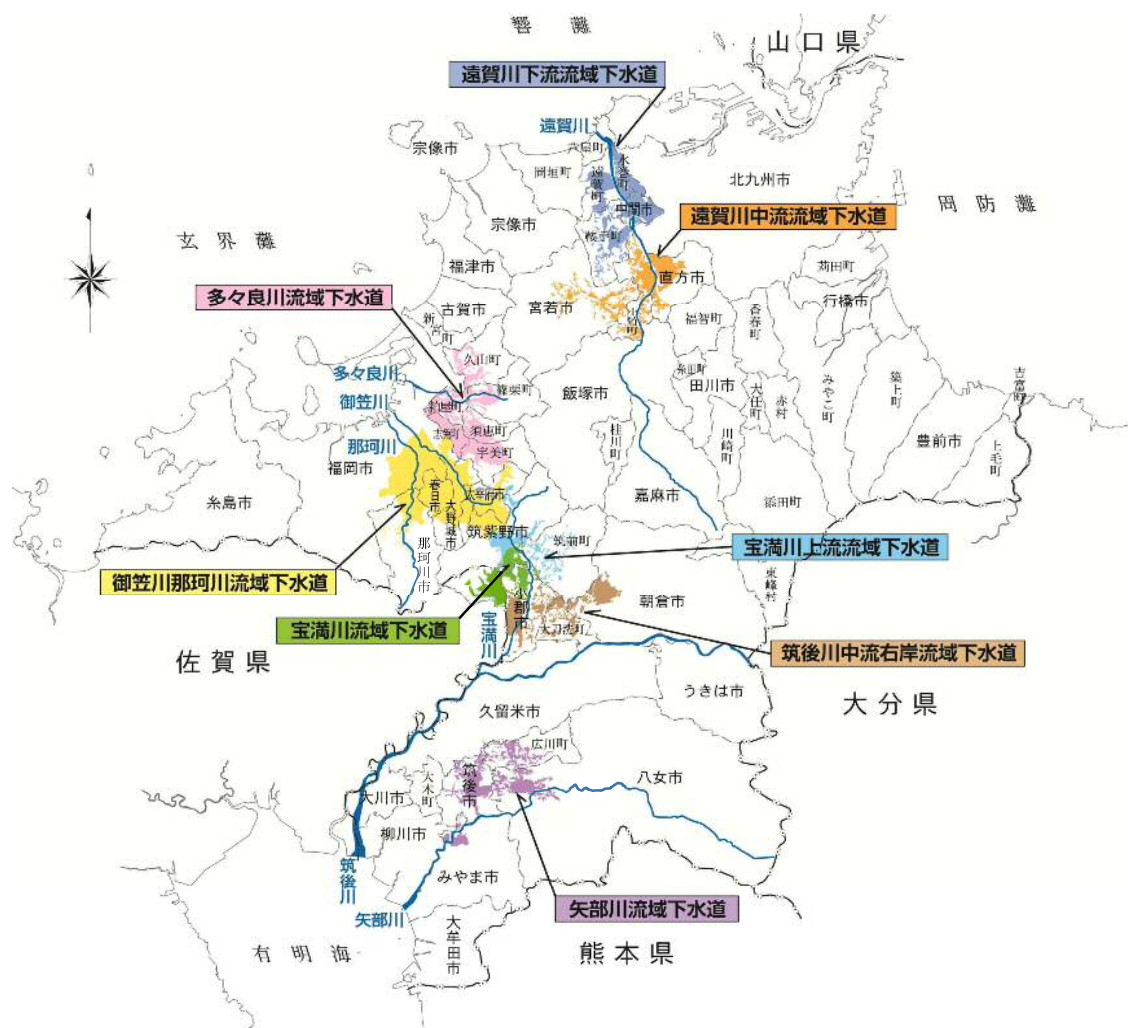 響灘
山口県
遠賀川下流流域下水道
遠賀川
芦屋町
宗像市
水巻町
岡垣町
遠賀町
北九州市
周防灘
中間市
遠賀川中流流域下水道
宗像市
鞍手町
玄界灘
福津市
苅田町
直方市
多々良川流域下水道
古賀市
宮若市
行橋市
新宮町
小竹町
福智町
香春町
久山町
多々良川
糸田町
吉富町
篠栗町
飯塚市
田川市
大任町
赤村
みやこ町
築上町
御笠川
粕屋町
志免町
須恵町
桂川町
川崎町
豊前市
那珂川
宇美町
上毛町
福岡市
糸島市
春日市
大野城市
太宰府市
嘉麻市
添田町
筑紫野市
筑前町
宝満川上流流域下水道
那珂川市
御笠川那珂川流域下水道
東峰村
小郡市
朝倉市
宝満川流域下水道
宝満川
大刀洗町
佐賀県
筑後川中流右岸流域下水道
うきは市
大分県
久留米市
広川町
筑後市
八女市
大木町
大川市
柳川市
筑後川
みやま市
矢部川
矢部川流域下水道
大牟田市
有明海
熊本県